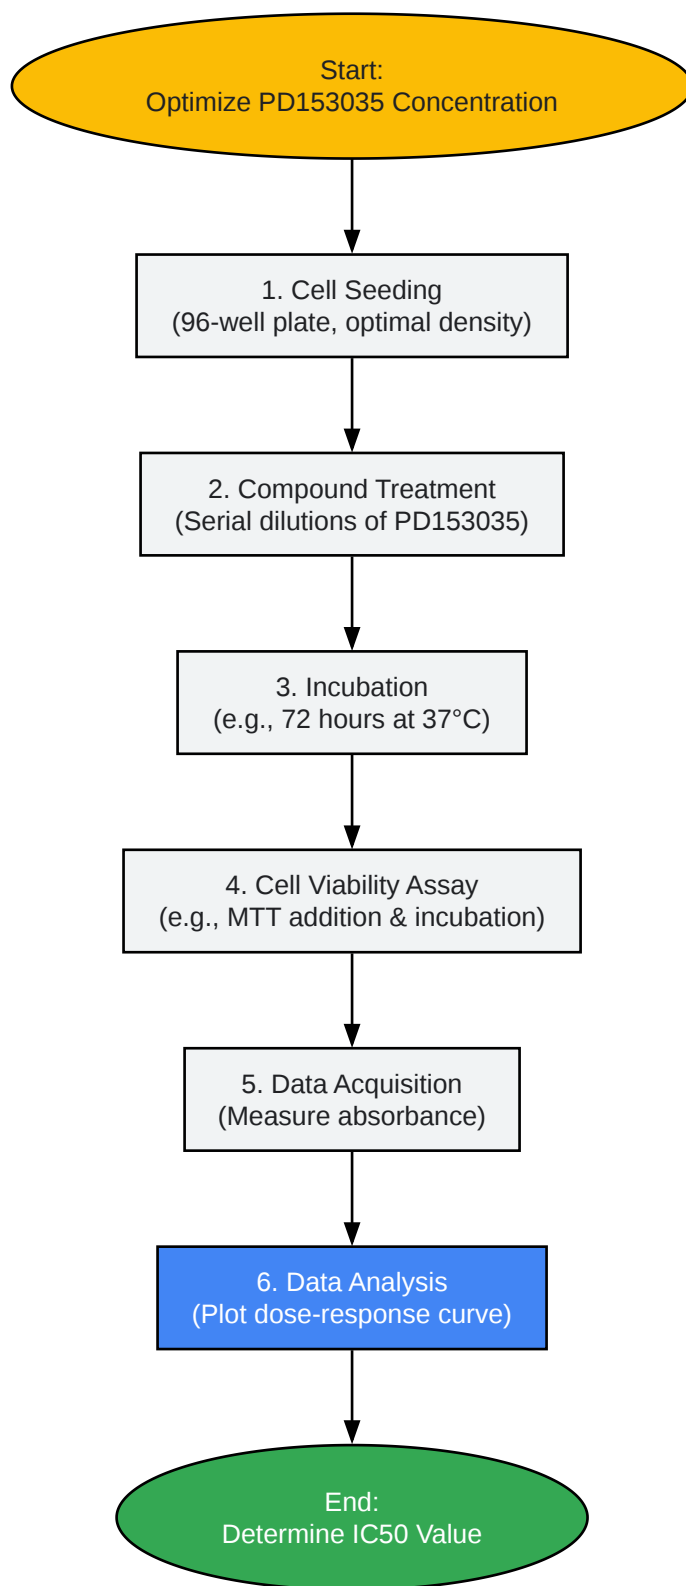 Start:
Optimize PD153035 Concentration
1. Cell Seeding
(96-well plate, optimal density)
2. Compound Treatment
(Serial dilutions of PD153035)
3. Incubation
(e.g., 72 hours at 37°C)
4. Cell Viability Assay
(e.g., MTT addition & incubation)
5. Data Acquisition
(Measure absorbance)
6. Data Analysis
(Plot dose-response curve)
End:
Determine IC50 Value